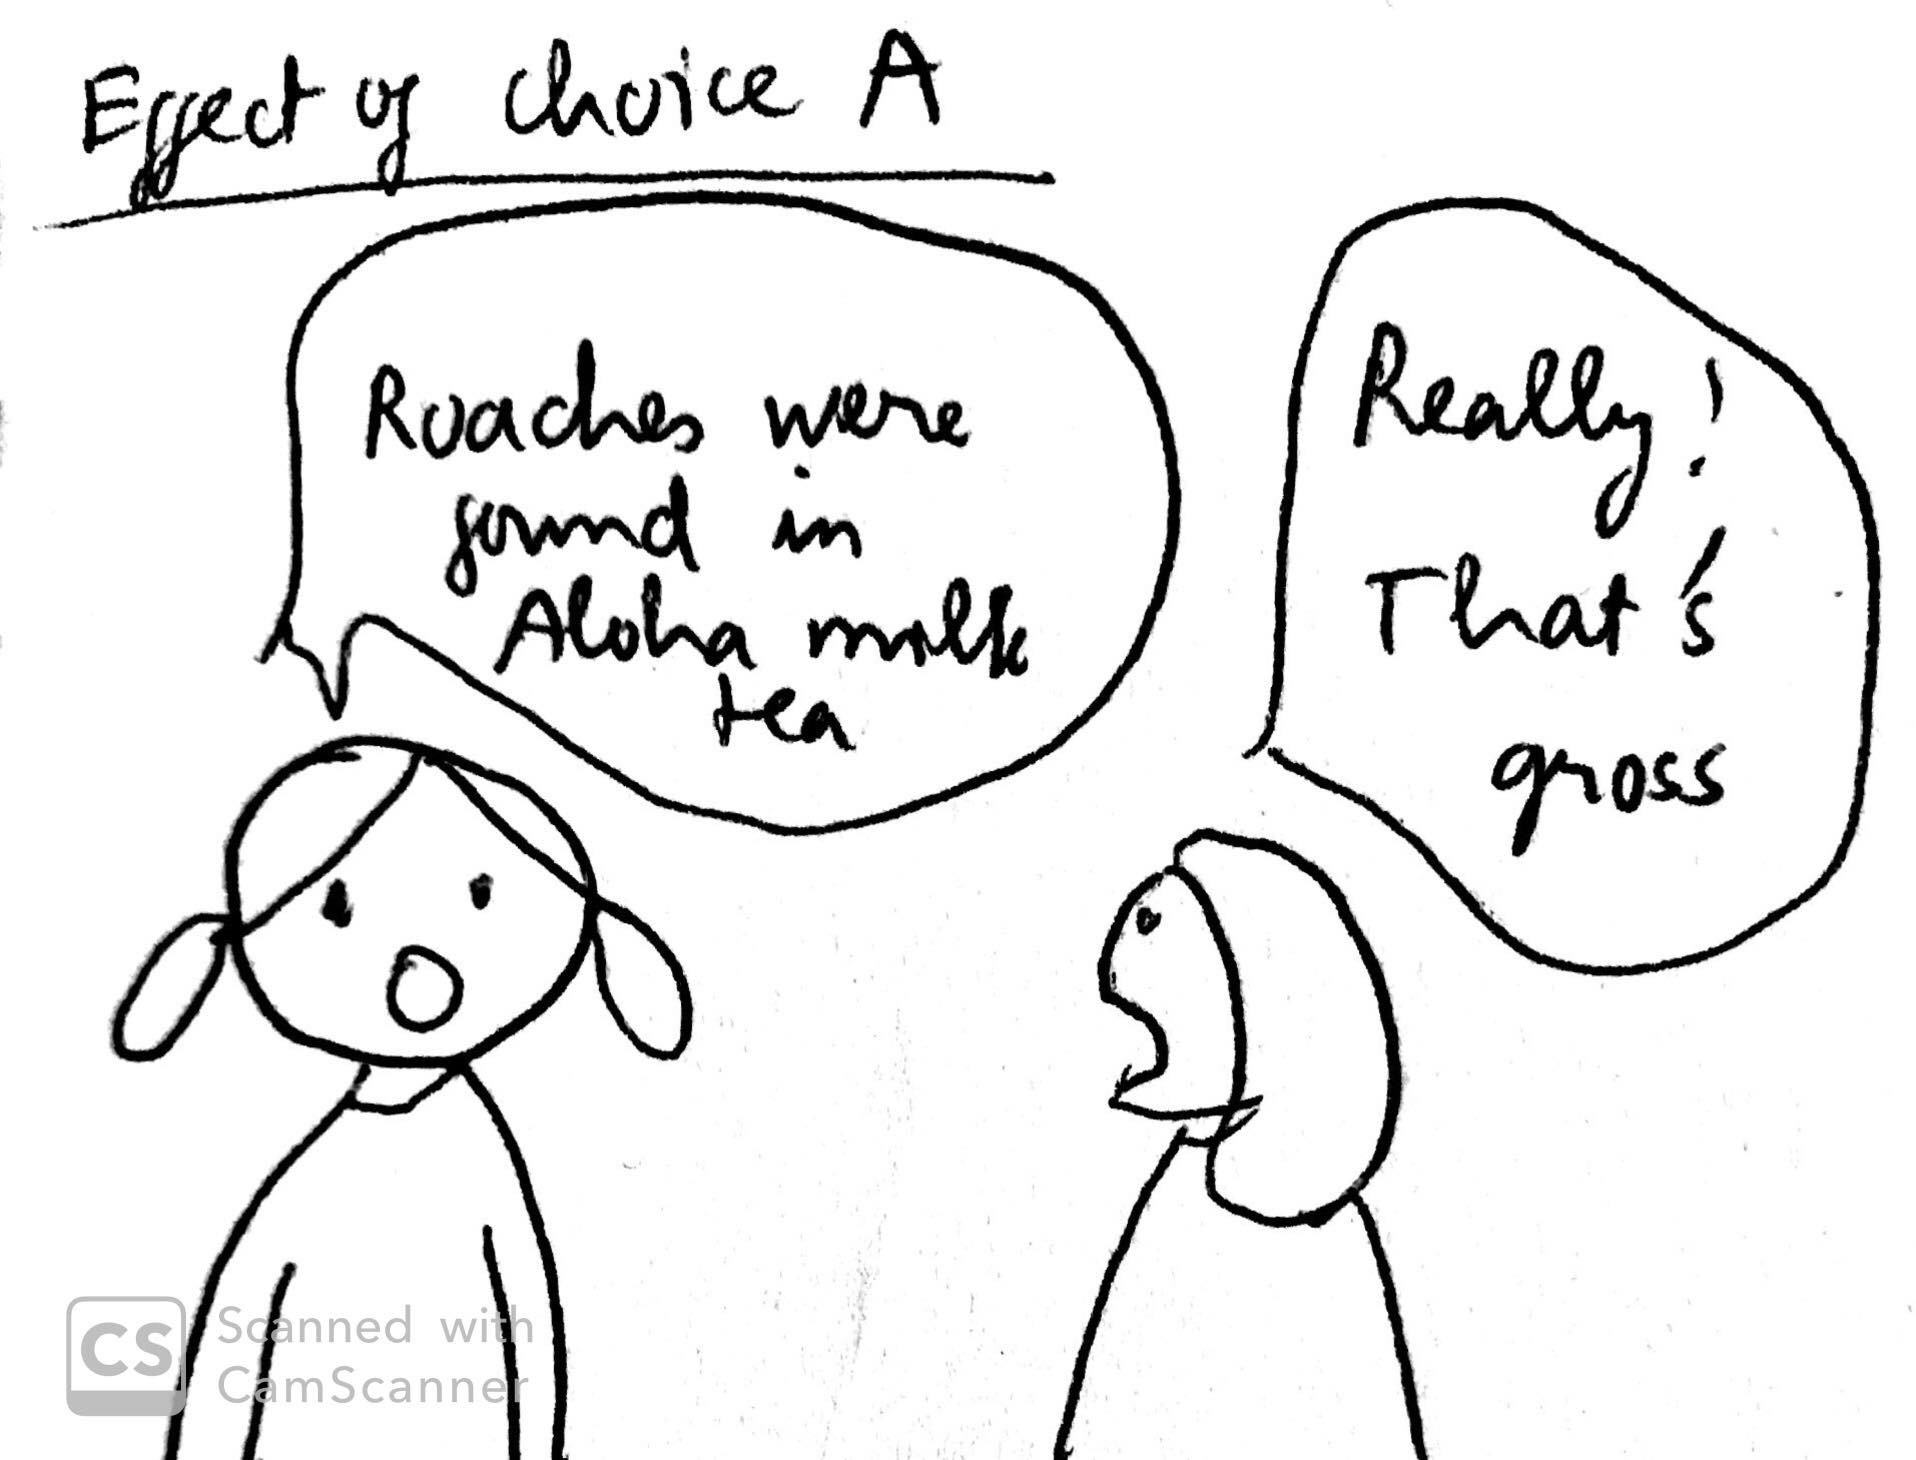 Effect of choice A
Roaches were
found in
Aloha milk
tea
Really!
That's
gross
CS
Scanned with
CamScanner